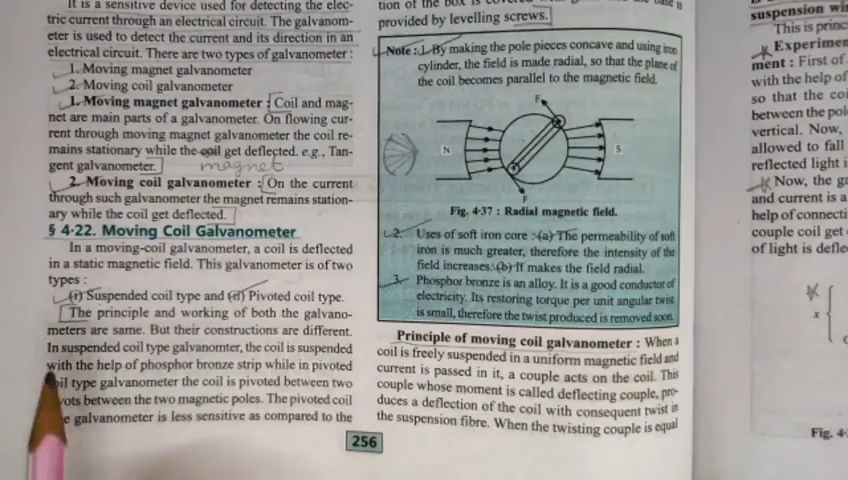 It is a sensitive device used for detecting the elec-
tric current through an electrical circuit. The galvanom-
eter is used to detect the current and its direction in an
electrical circuit. There are two types of galvanometer :
1. Moving magnet galvanometer
2. Moving coil galvanometer
1. Moving magnet galvanometer : Coil and mag-
net are main parts of a galvanometer. On flowing cur-
rent through moving magnet galvanometer the coil re-
mains stationary while the coil get deflected. e.g., Tan-
gent galvanometer. magnet
2. Moving coil galvanometer : On the current
through such galvanometer the magnet remains station-
ary while the coil get deflected.
§ 4·22. Moving Coil Galvanometer
In a moving-coil galvanometer, a coil is deflected
in a static magnetic field. This galvanometer is of two
types :
(i) Suspended coil type and (ii) Pivoted coil type.
The principle and working of both the galvano-
meters are same. But their constructions are different.
In suspended coil type galvanomter, the coil is suspended
with the help of phosphor bronze strip while in pivoted
oil type galvanometer the coil is pivoted between two
vots between the two magnetic poles. The pivoted coil
e galvanometer is less sensitive as compared to the
256
tion of the box is
provided by levelling screws.
Note : 1. By making the pole pieces concave and using iron
cylinder, the field is made radial, so that the plane of
the coil becomes parallel to the magnetic field.
F
N
S
F
Fig. 4·37 : Radial magnetic field.
2. Uses of soft iron core :-(a) The permeability of soft
iron is much greater, therefore the intensity of the
field increases. (b) It makes the field radial.
3. Phosphor bronze is an alloy. It is a good conductor of
electricity. Its restoring torque per unit angular twist
is small, therefore the twist produced is removed soon.
Principle of moving coil galvanometer : When a
coil is freely suspended in a uniform magnetic field and
current is passed in it, a couple acts on the coil. This
couple whose moment is called deflecting couple, pro-
duces a deflection of the coil with consequent twist in
the suspension fibre. When the twisting couple is equal
suspension wi
This is princ
Experimen
ment : First of
with the help of
so that the coi
between the pol
vertical. Now,
allowed to fall
reflected light i
Now, the ga
and current is a
help of connecti
couple coil get
of light is defle
x
Fig. 4·